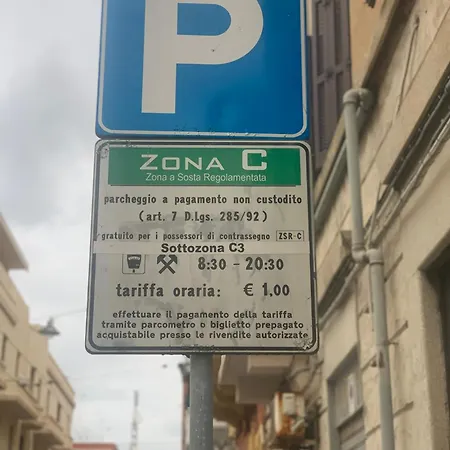 P
ZONA C
Zona a Sosta Regolamentata
parcheggio a pagamento non custodito
(art. 7 D.lgs. 285/92)
gratuito per i possessori di contrassegno ZSR-C
Sottozona C3
8:30 - 20:30
tariffa oraria: € 1,00
effettuare il pagamento della tariffa
tramite parcometro o biglietto prepagato
acquistabile presso le rivendite autorizzate